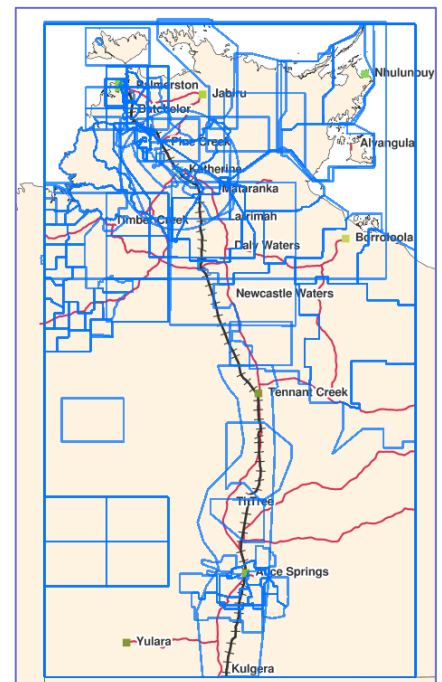 Nhulunbuy
Palmerston
Jabiru
Batchelor
Pine Creek
Alyangula
Katherine
Mataranka
Timber Creek
Larrimah
Borroloola
Daly Waters
Newcastle Waters
Tennant Creek
Ti Tree
Alice Springs
Yulara
Kulgera